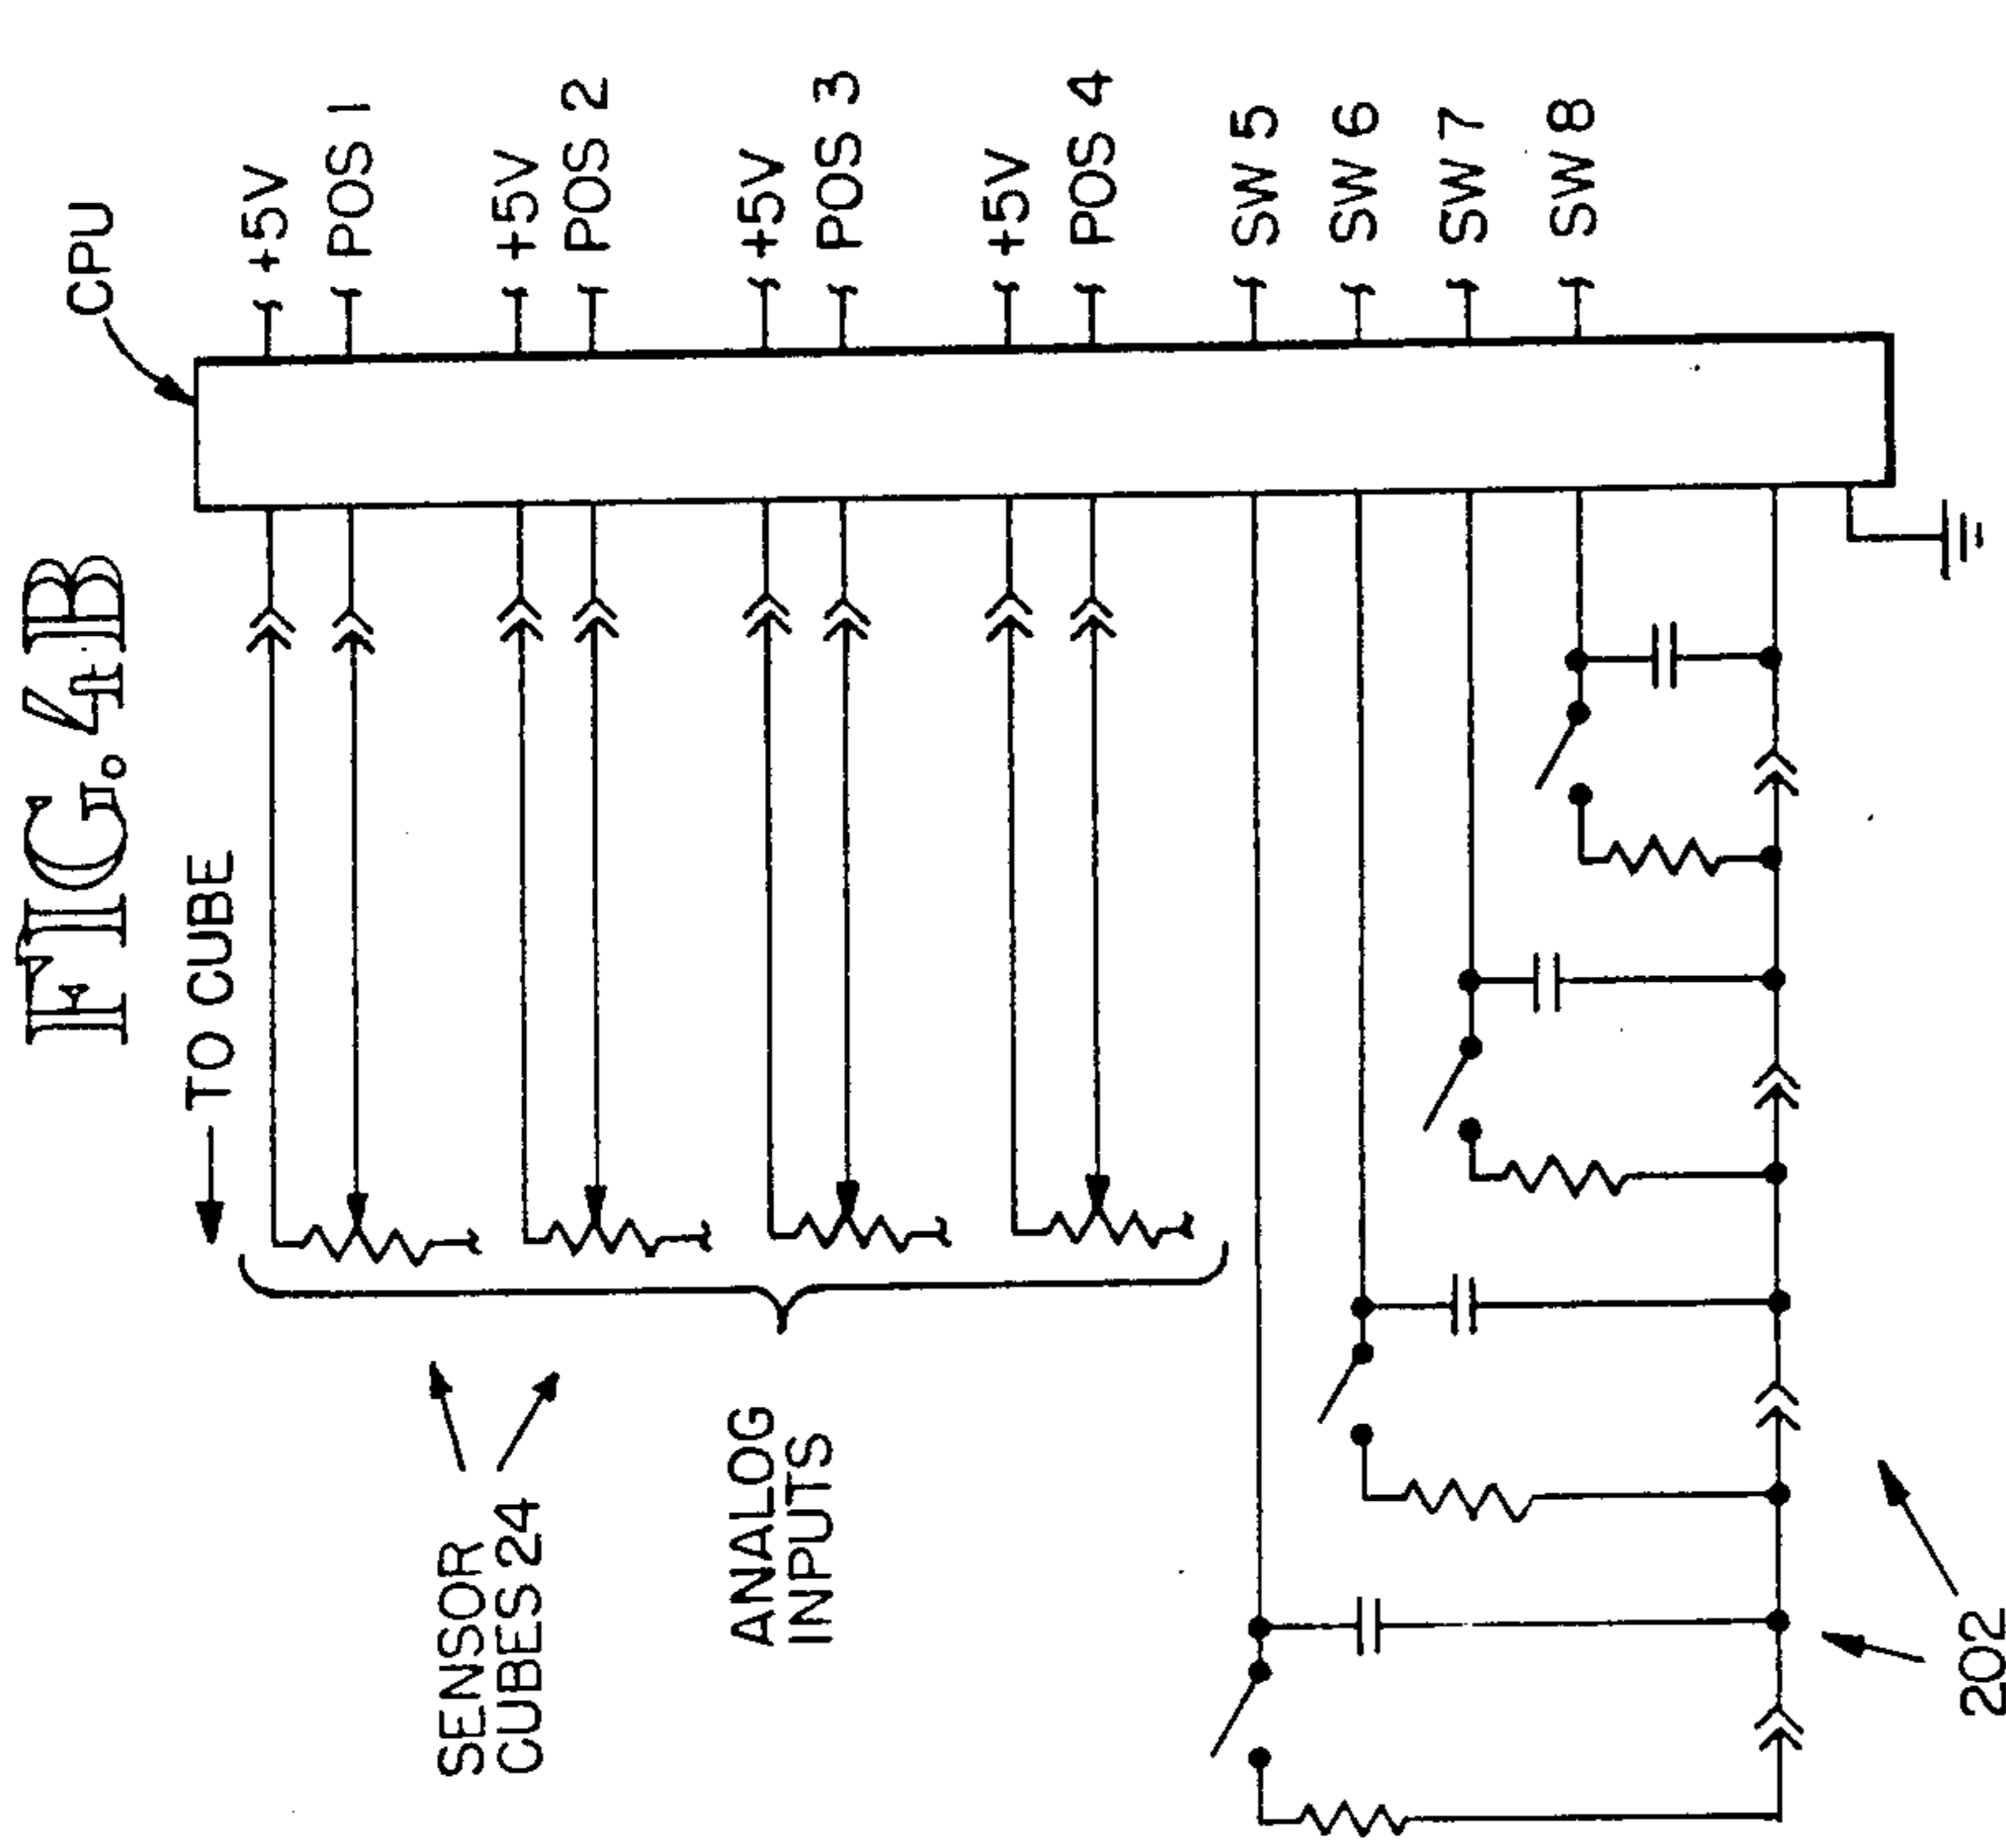 FIG. 4B
CPU
TO CUBE
+5V
POS 1
+5V
POS 2
+5V
POS 3
+5V
POS 4
SW 5
SW 6
SW 7
SW 8
SENSOR
CUBES 24
ANALOG
INPUTS
202